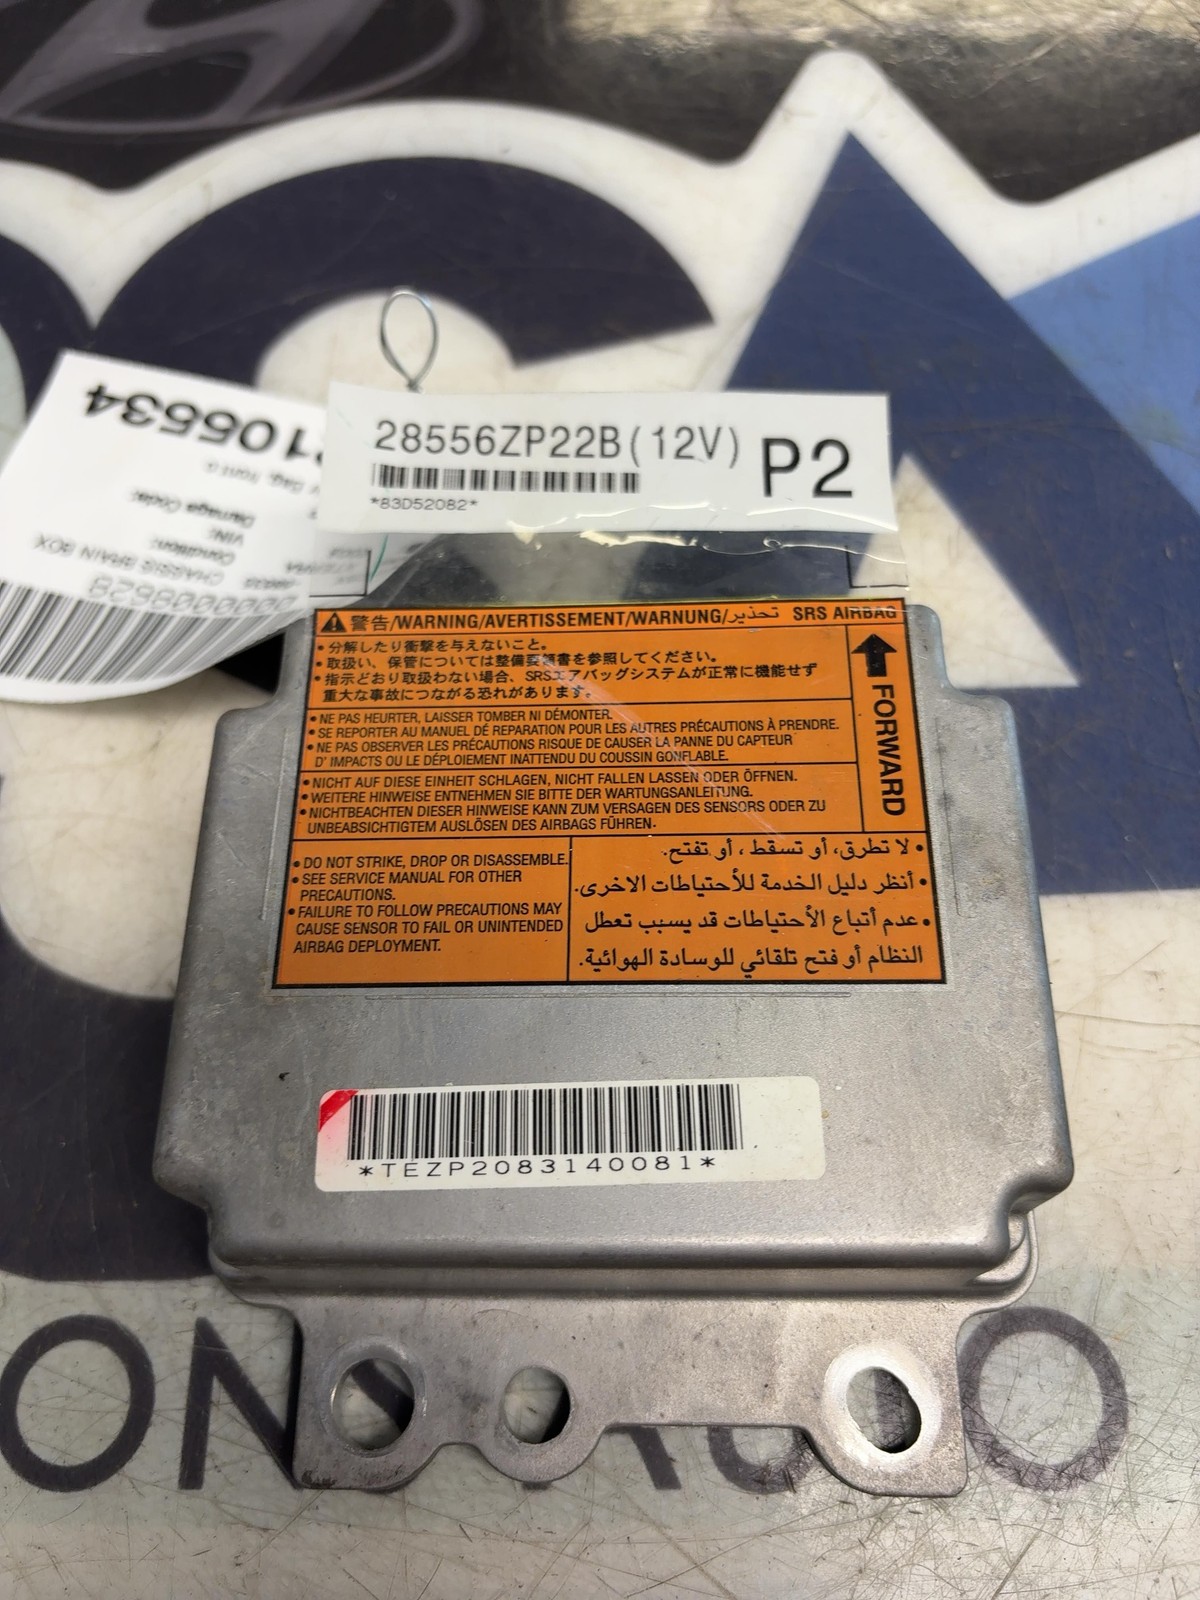 28556ZP22B(12V) P2
*83D52082*
105534
Damage Code:
VIN:
Condition:
CHASSIS BRAIN BOX
0000008628
警告/WARNING/AVERTISSEMENT/WARNUNG/تحذير SRS AIRBAG
• 分解したり衝撃を与えないこと。
• 取扱い、保管については整備要領書を参照してください。
• 指示どおり取扱わない場合、SRSエアバッグシステムが正常に機能せず
重大な事故につながる恐れがあります。
FORWARD
• NE PAS HEURTER, LAISSER TOMBER NI DÉMONTER.
• SE REPORTER AU MANUEL DÉ REPARATION POUR LES AUTRES PRÉCAUTIONS À PRENDRE.
• NE PAS OBSERVER LES PRÉCAUTIONS RISQUE DE CAUSER LA PANNE DU CAPTEUR
D' IMPACTS OU LE DÉPLOIEMENT INATTENDU DU COUSSIN GONFLABLE.
• NICHT AUF DIESE EINHEIT SCHLAGEN, NICHT FALLEN LASSEN ODER ÖFFNEN.
• WEITERE HINWEISE ENTNEHMEN SIE BITTE DER WARTUNGSANLEITUNG.
• NICHTBEACHTEN DIESER HINWEISE KANN ZUM VERSAGEN DES SENSORS ODER ZU
UNBEABSICHTIGTEM AUSLÖSEN DES AIRBAGS FÜHREN.
• DO NOT STRIKE, DROP OR DISASSEMBLE.
• SEE SERVICE MANUAL FOR OTHER
PRECAUTIONS.
• FAILURE TO FOLLOW PRECAUTIONS MAY
CAUSE SENSOR TO FAIL OR UNINTENDED
AIRBAG DEPLOYMENT.
• لا تطرق، أو تسقط ، أو تفتح.
• أنظر دليل الخدمة للأحتياطات الاخرى.
• عدم أتباع الأحتياطات قد يسبب تعطل
النظام أو فتح تلقائي للوسادة الهوائية.
*TEZP2083140081*